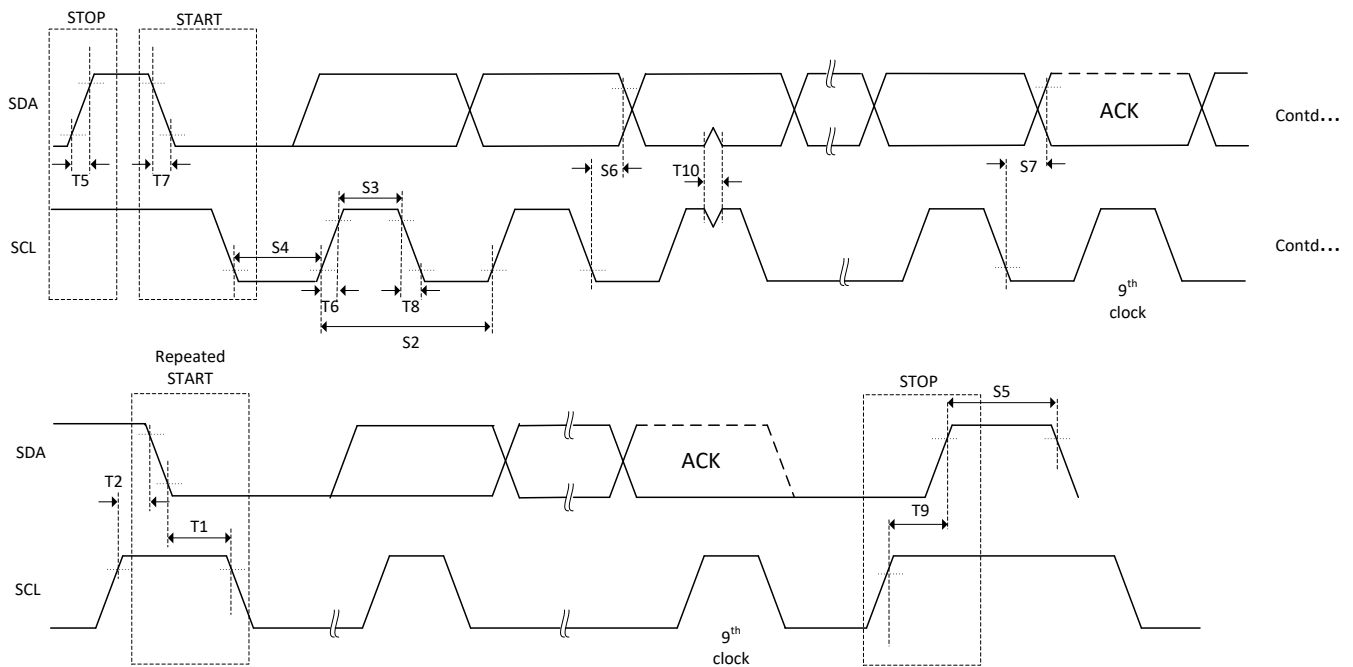 STOP
START
SDA
ACK
Contd...
T5
T7
S6
T10
S7
S3
SCL
S4
Contd...
T6
T8
9th
clock
S2
Repeated
START
STOP
S5
SDA
T2
ACK
T9
T1
SCL
9th
clock